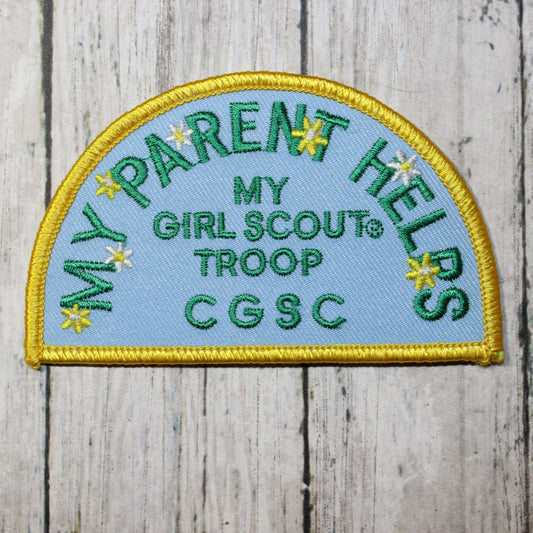 MY PARENT HELPS
MY
GIRL SCOUT®
TROOP
CGSC